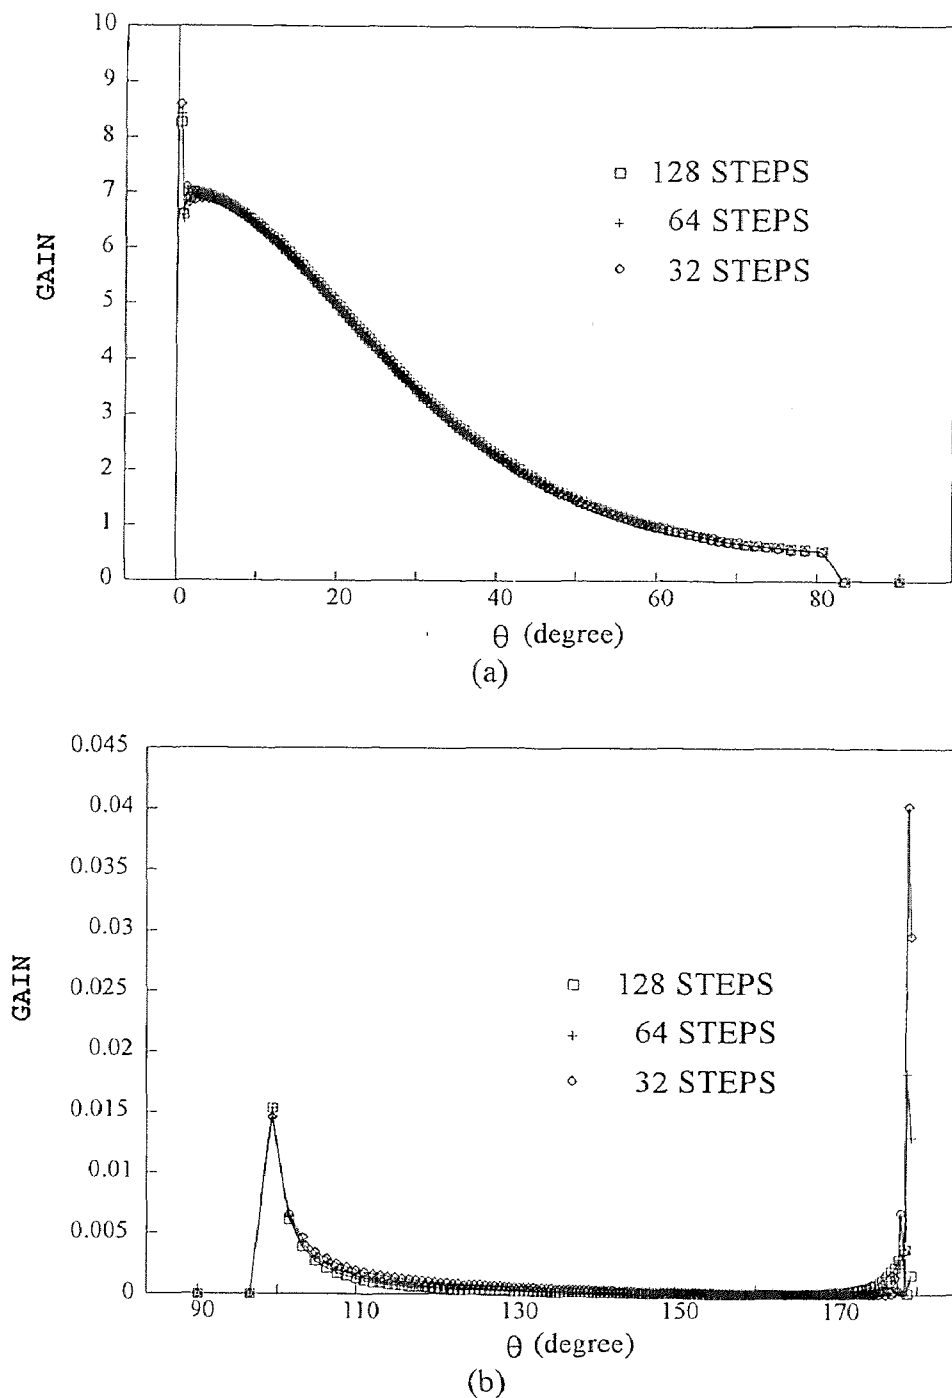 10
9
8
7
6
5
4
3
2
1
0
GAIN
128 STEPS
64 STEPS
32 STEPS
0 20 40 60 80
θ (degree)
(a)
0.045
0.04
0.035
0.03
0.025
0.02
0.015
0.01
0.005
0
GAIN
128 STEPS
64 STEPS
32 STEPS
90 110 130 150 170
θ (degree)
(b)